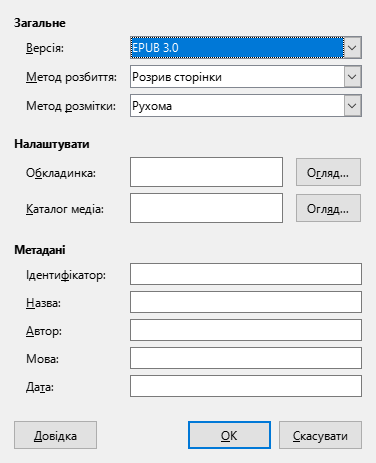 Загальне
Версія: EPUB 3.0
Метод розбиття: Розрив сторінки
Метод розмітки: Рухома
Налаштувати
Обкладинка: Огляд...
Каталог медіа: Огляд...
Метадані
Ідентифікатор:
Назва:
Автор:
Мова:
Дата:
Довідка OK Скасувати